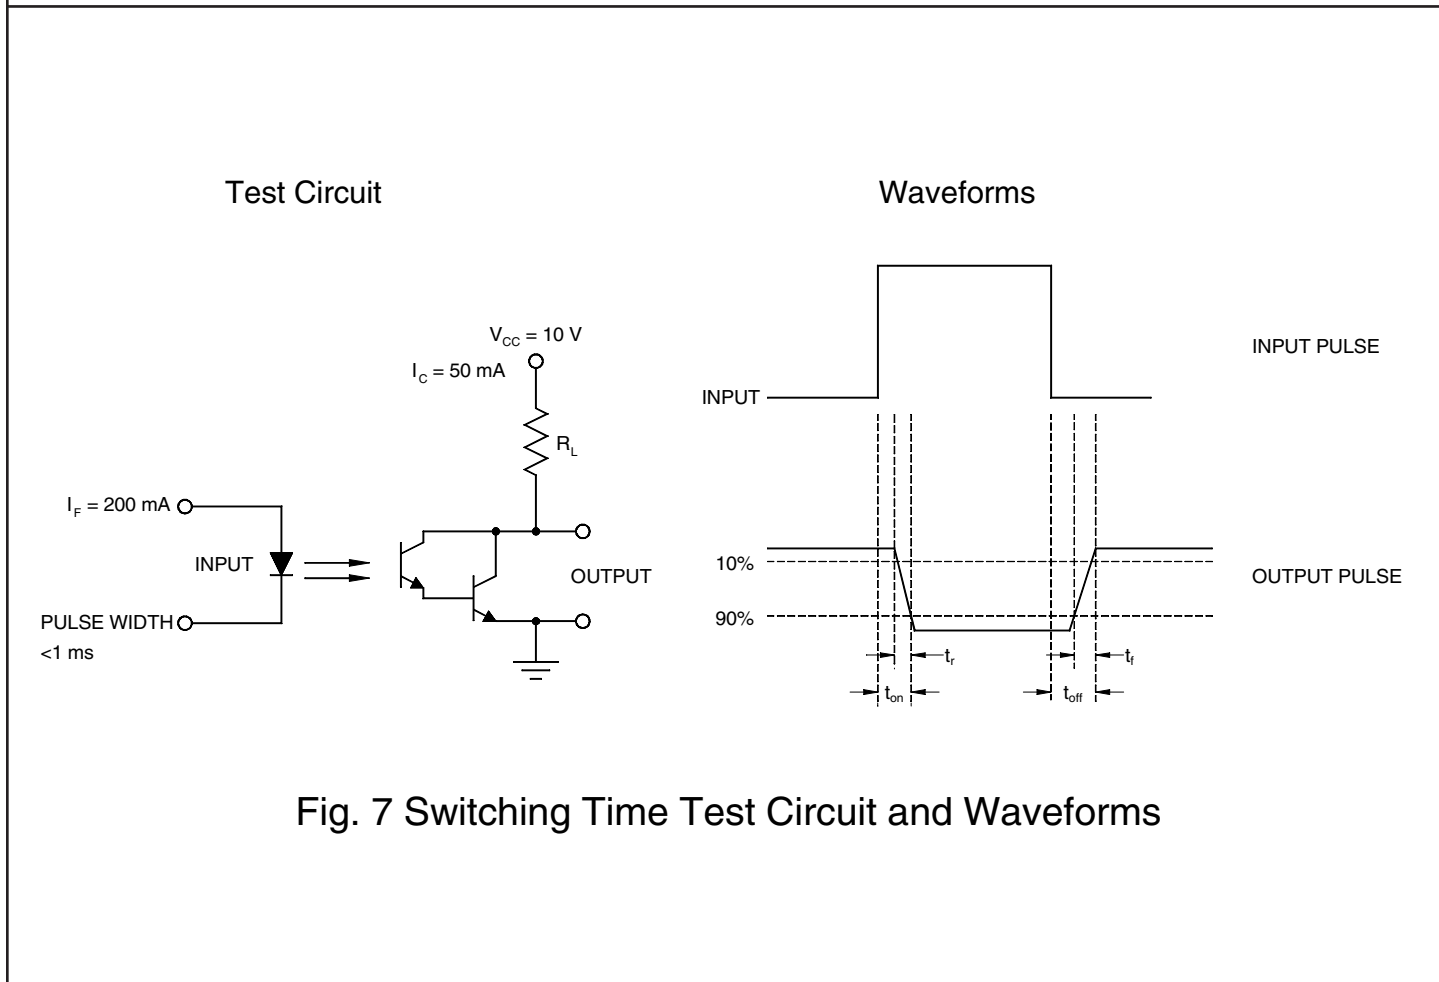 Test Circuit
Waveforms
V_CC = 10 V
I_C = 50 mA
R_L
I_F = 200 mA
INPUT
OUTPUT
PULSE WIDTH
<1 ms
INPUT PULSE
INPUT
10%
OUTPUT PULSE
90%
t_r
t_f
t_on
t_off
Fig. 7 Switching Time Test Circuit and Waveforms